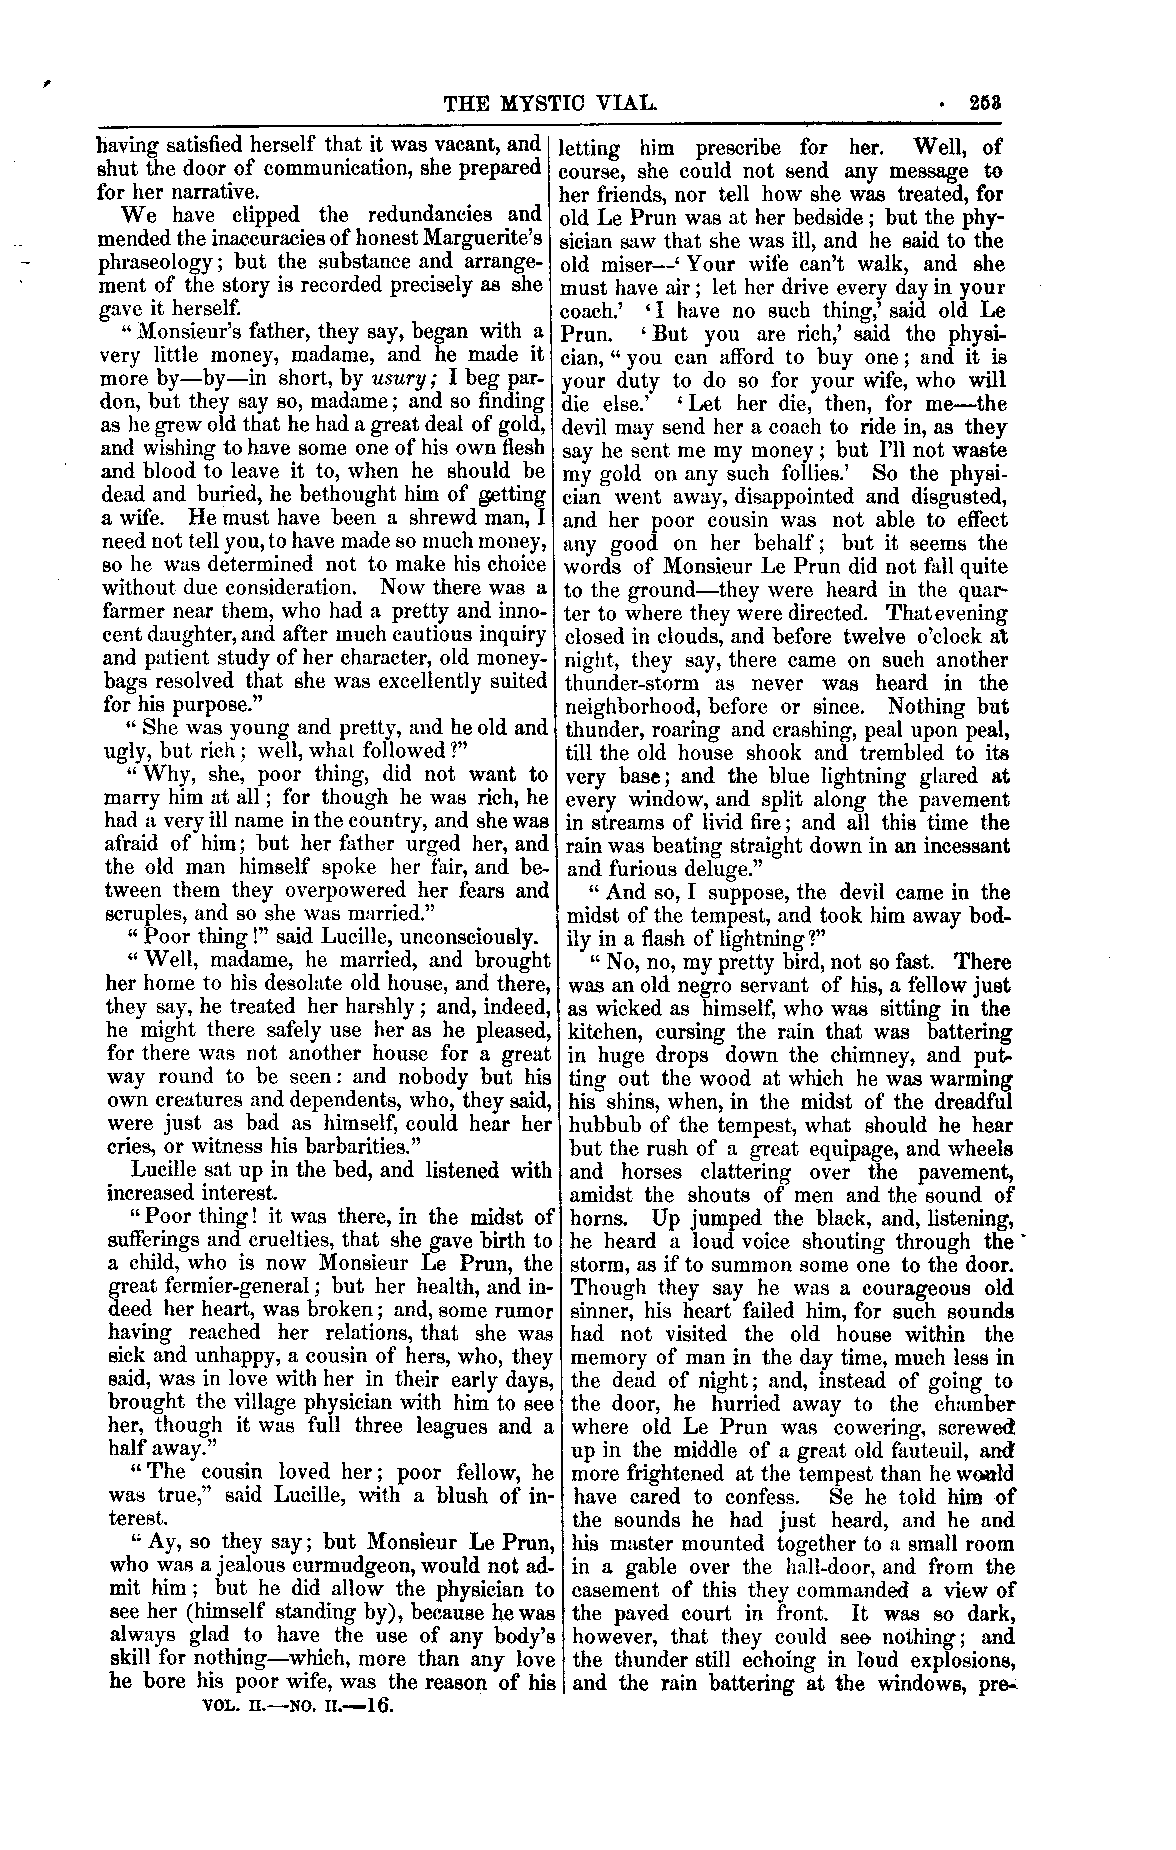 THE MYSTIC VIAL. 253
having satisfied herself that it was vacant, and
shut the door of communication, she prepared
for her narrative.
We have clipped the redundancies and
mended the inaccuracies of honest Marguerite's
phraseology; but the substance and arrange-
ment of the story is recorded precisely as she
gave it herself.
“Monsieur's father, they say, began with a
very little money, madame, and he made it
more by—by—in short, by usury; I beg par-
don, but they say so, madame; and so finding
as he grew old that he had a great deal of gold,
and wishing to have some one of his own flesh
and blood to leave it to, when he should be
dead and buried, he bethought him of getting
a wife. He must have been a shrewd man, I
need not tell you, to have made so much money,
so he was determined not to make his choice
without due consideration. Now there was a
farmer near them, who had a pretty and inno-
cent daughter, and after much cautious inquiry
and patient study of her character, old money-
bags resolved that she was excellently suited
for his purpose.”
“She was young and pretty, and he old and
ugly, but rich; well, what followed?”
“Why, she, poor thing, did not want to
marry him at all; for though he was rich, he
had a very ill name in the country, and she was
afraid of him; but her father urged her, and
the old man himself spoke her fair, and be-
tween them they overpowered her fears and
scruples, and so she was married.”
“Poor thing!” said Lucille, unconsciously.
“Well, madame, he married, and brought
her home to his desolate old house, and there,
they say, he treated her harshly; and, indeed,
he might there safely use her as he pleased,
for there was not another house for a great
way round to be seen: and nobody but his
own creatures and dependents, who, they said,
were just as bad as himself, could hear her
cries, or witness his barbarities.”
Lucille sat up in the bed, and listened with
increased interest.
“Poor thing! it was there, in the midst of
sufferings and cruelties, that she gave birth to
a child, who is now Monsieur Le Prun, the
great fermier-general; but her health, and in-
deed her heart, was broken; and, some rumor
having reached her relations, that she was
sick and unhappy, a cousin of hers, who, they
said, was in love with her in their early days,
brought the village physician with him to see
her, though it was full three leagues and a
half away.”
“The cousin loved her; poor fellow, he
was true,” said Lucille, with a blush of in-
terest.
“Ay, so they say; but Monsieur Le Prun,
who was a jealous curmudgeon, would not ad-
mit him; but he did allow the physician to
see her (himself standing by), because he was
always glad to have the use of any body's
skill for nothing—which, more than any love
he bore his poor wife, was the reason of his
VOL. II.—NO. II.—16.
letting him prescribe for her. Well, of
course, she could not send any message to
her friends, nor tell how she was treated, for
old Le Prun was at her bedside; but the phy-
sician saw that she was ill, and he said to the
old miser—‘Your wife can't walk, and she
must have air; let her drive every day in your
coach.’ ‘I have no such thing,’ said old Le
Prun. ‘But you are rich,’ said the physi-
cian, “you can afford to buy one; and it is
your duty to do so for your wife, who will
die else.’ ‘Let her die, then, for me—the
devil may send her a coach to ride in, as they
say he sent me my money; but I'll not waste
my gold on any such follies.’ So the physi-
cian went away, disappointed and disgusted,
and her poor cousin was not able to effect
any good on her behalf; but it seems the
words of Monsieur Le Prun did not fall quite
to the ground—they were heard in the quar-
ter to where they were directed. That evening
closed in clouds, and before twelve o'clock at
night, they say, there came on such another
thunder-storm as never was heard in the
neighborhood, before or since. Nothing but
thunder, roaring and crashing, peal upon peal,
till the old house shook and trembled to its
very base; and the blue lightning glared at
every window, and split along the pavement
in streams of livid fire; and all this time the
rain was beating straight down in an incessant
and furious deluge.”
“And so, I suppose, the devil came in the
midst of the tempest, and took him away bod-
ily in a flash of lightning?”
“No, no, my pretty bird, not so fast. There
was an old negro servant of his, a fellow just
as wicked as himself, who was sitting in the
kitchen, cursing the rain that was battering
in huge drops down the chimney, and put-
ting out the wood at which he was warming
his shins, when, in the midst of the dreadful
hubbub of the tempest, what should he hear
but the rush of a great equipage, and wheels
and horses clattering over the pavement,
amidst the shouts of men and the sound of
horns. Up jumped the black, and, listening,
he heard a loud voice shouting through the
storm, as if to summon some one to the door.
Though they say he was a courageous old
sinner, his heart failed him, for such sounds
had not visited the old house within the
memory of man in the day time, much less in
the dead of night; and, instead of going to
the door, he hurried away to the chamber
where old Le Prun was cowering, screwed
up in the middle of a great old fauteuil, and
more frightened at the tempest than he would
have cared to confess. Se he told him of
the sounds he had just heard, and he and
his master mounted together to a small room
in a gable over the hall-door, and from the
casement of this they commanded a view of
the paved court in front. It was so dark,
however, that they could see nothing; and
the thunder still echoing in loud explosions,
and the rain battering at the windows, pre-